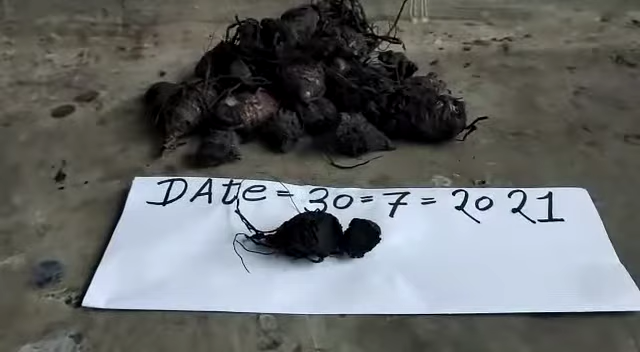 DAte = 30 = 7 = 2021